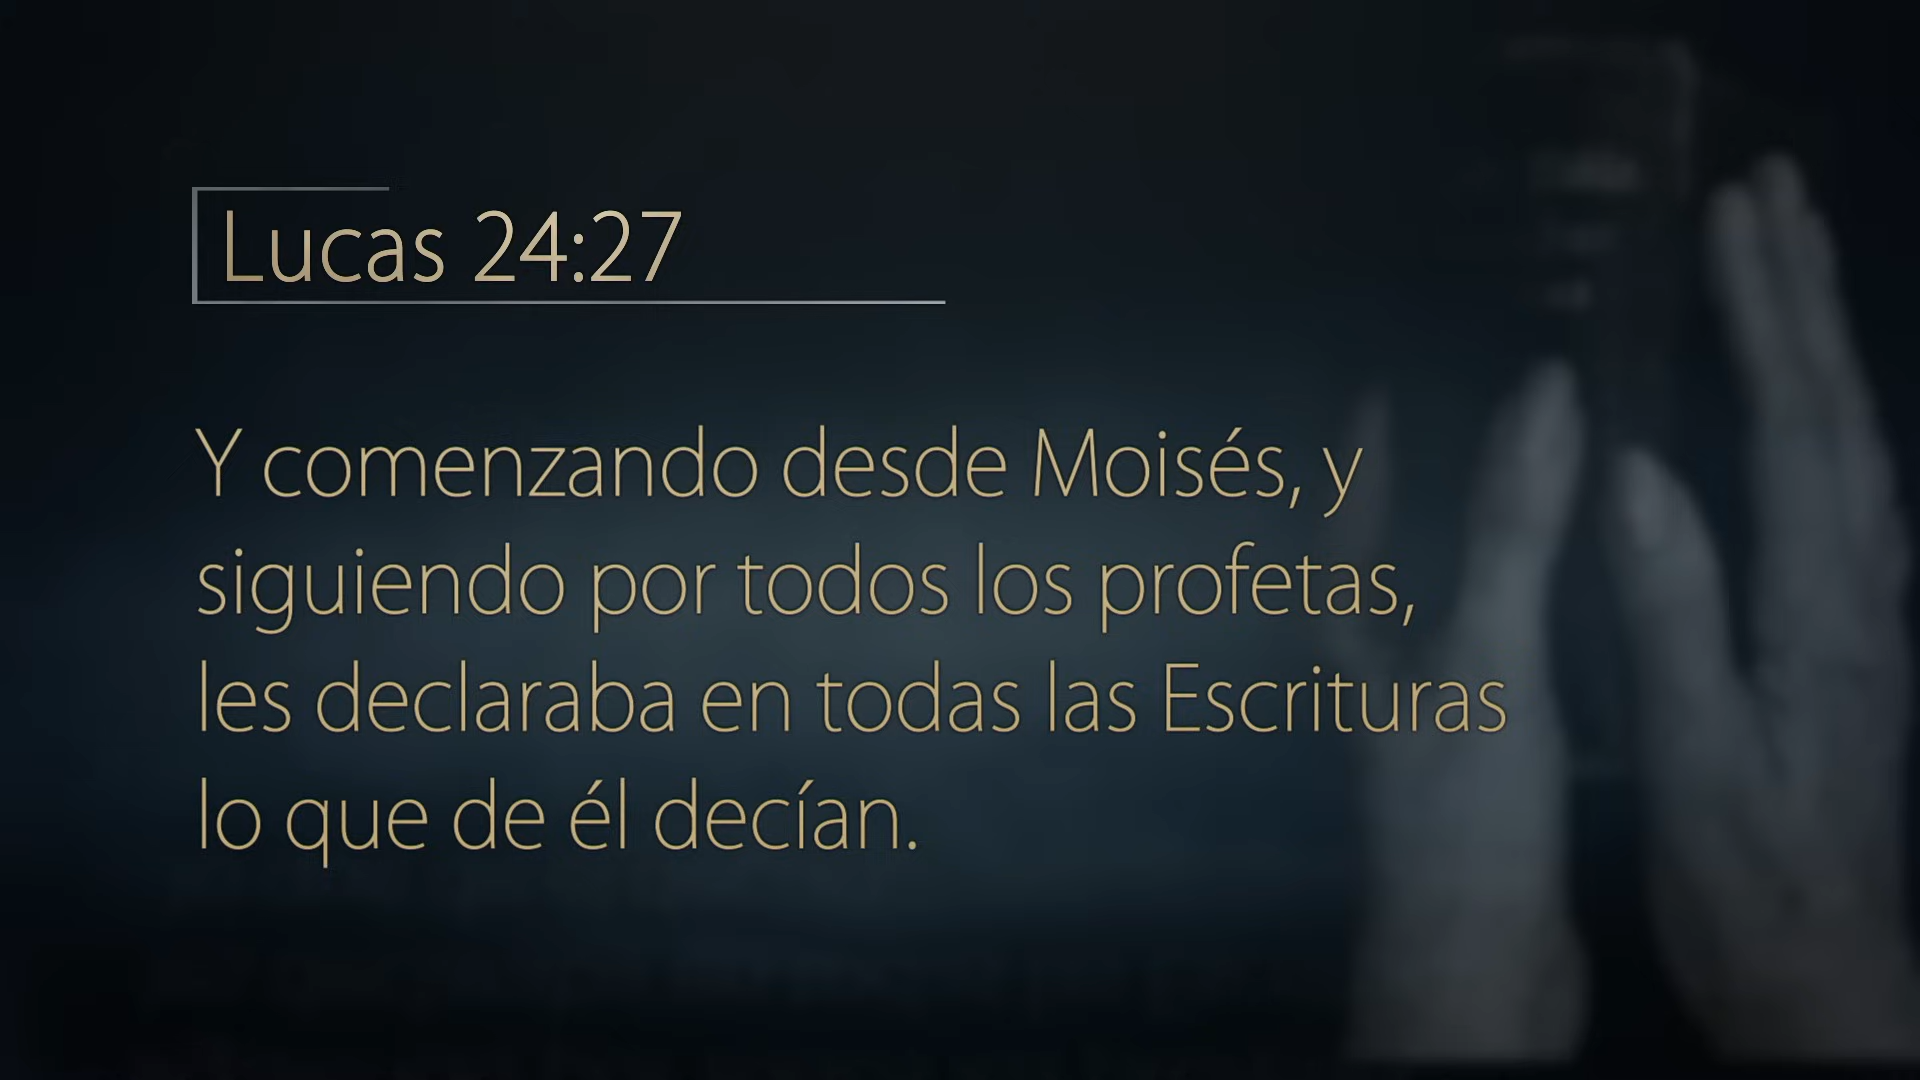 Lucas 24:27
Y comenzando desde Moisés, y
siguiendo por todos los profetas,
les declaraba en todas las Escrituras
lo que de él decían.